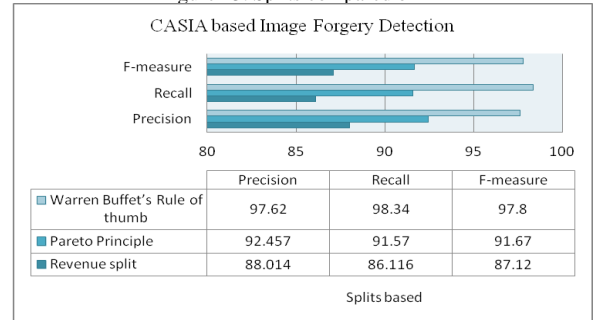 CASIA based Image Forgery Detection
F-measure
Recall
Precision
80 85 90 95 100
Precision Recall F-measure
Warren Buffet's Rule of thumb 97.62 98.34 97.8
Pareto Principle 92.457 91.57 91.67
Revenue split 88.014 86.116 87.12
Splits based